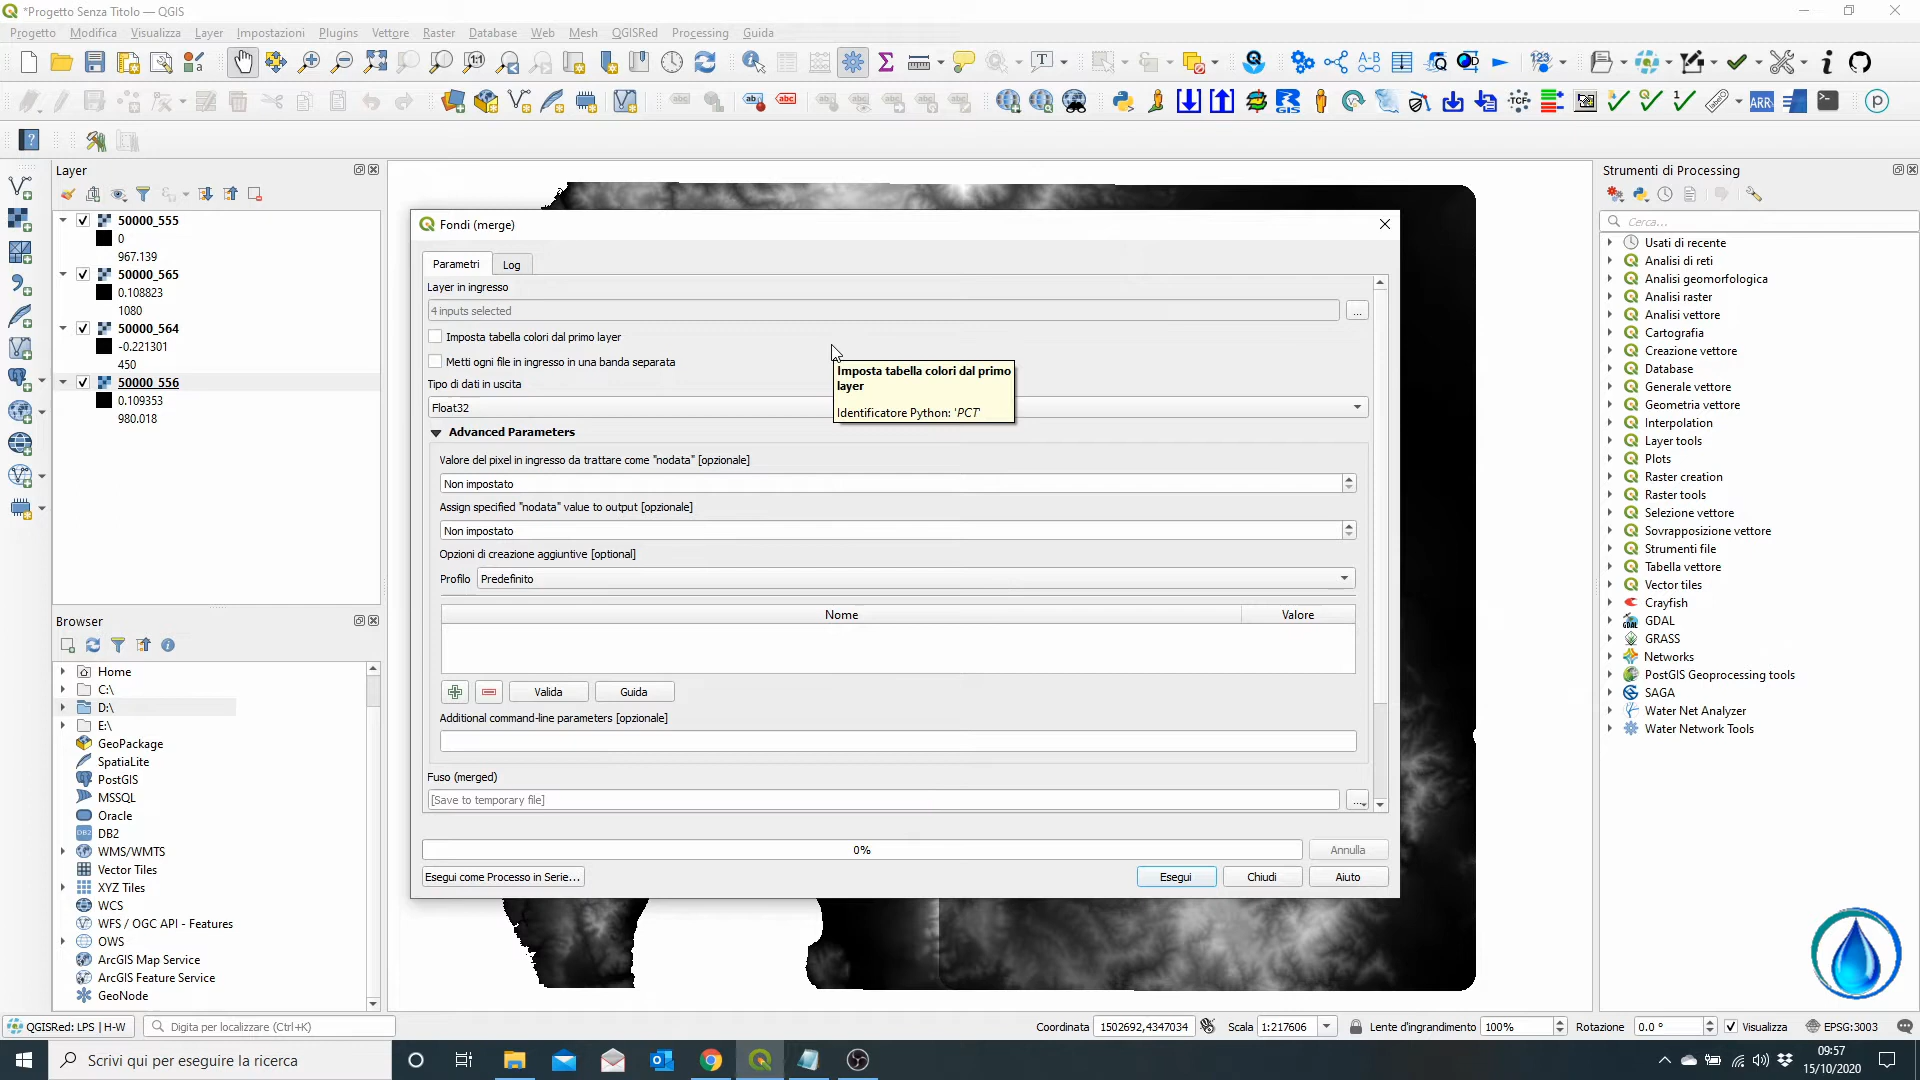 *Progetto Senza Titolo — QGIS
Progetto Modifica Visualizza Layer Impostazioni Plugins Vettore Raster Database Web Mesh QGISRed Processing Guida
Layer
50000_555
0
967.139
50000_565
0.108823
1080
50000_564
-0.221301
450
50000_556
0.109353
980.018
Browser
Home
C:\
D:\
E:\
GeoPackage
SpatiaLite
PostGIS
MSSQL
Oracle
DB2
WMS/WMTS
Vector Tiles
XYZ Tiles
WCS
WFS / OGC API - Features
OWS
ArcGIS Map Service
ArcGIS Feature Service
GeoNode
Fondi (merge)
Parametri Log
Layer in ingresso
4 inputs selected
...
Imposta tabella colori dal primo layer
Metti ogni file in ingresso in una banda separata
Tipo di dati in uscita
Float32
Imposta tabella colori dal primo
layer
Identificatore Python: 'PCT'
Advanced Parameters
Valore del pixel in ingresso da trattare come "nodata" [opzionale]
Non impostato
Assign specified "nodata" value to output [opzionale]
Non impostato
Opzioni di creazione aggiuntive [optional]
Profilo Predefinito
Nome Valore
Valida Guida
Additional command-line parameters [opzionale]
Fuso (merged)
[Save to temporary file]
...
0%
Annulla
Esegui come Processo in Serie...
Esegui Chiudi Aiuto
Strumenti di Processing
Cerca...
Usati di recente
Analisi di reti
Analisi geomorfologica
Analisi raster
Analisi vettore
Cartografia
Creazione vettore
Database
Generale vettore
Geometria vettore
Interpolation
Layer tools
Plots
Raster creation
Raster tools
Selezione vettore
Sovrapposizione vettore
Strumenti file
Tabella vettore
Vector tiles
Crayfish
GDAL
GRASS
Networks
PostGIS Geoprocessing tools
SAGA
Water Net Analyzer
Water Network Tools
QGISRed: LPS | H-W
Digita per localizzare (Ctrl+K)
Coordinata 1502692,4347034
Scala 1:217606
Lente d'ingrandimento 100%
Rotazione 0.0 °
Visualizza
EPSG:3003
Scrivi qui per eseguire la ricerca
09:57
15/10/2020